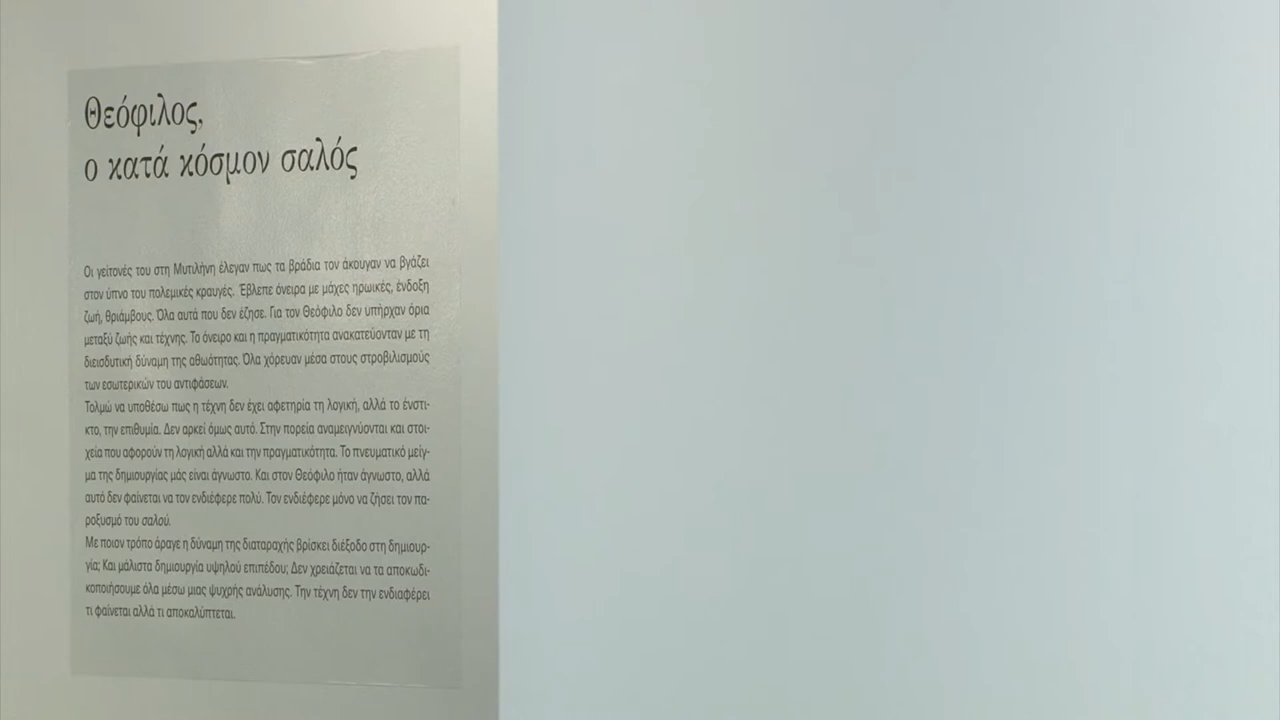 Θεόφιλος,
ο κατά κόσμον σαλός
Οι γείτονές του στη Μυτιλήνη έλεγαν πως τα βράδια τον άκουγαν να βγάζει
στον ύπνο του πολεμικές κραυγές. Έβλεπε όνειρα με μάχες ηρωικές, ένδοξη
ζωή, θριάμβους. Όλα αυτά που δεν έζησε. Για τον Θεόφιλο δεν υπήρχαν όρια
μεταξύ ζωής και τέχνης. Το όνειρο και η πραγματικότητα ανακατεύονταν με τη
διεισδυτική δύναμη της αθωότητας. Όλα χόρευαν μέσα στους στροβιλισμούς
των εσωτερικών του αντιφάσεων.
Τολμώ να υποθέσω πως η τέχνη δεν έχει αφετηρία τη λογική, αλλά το ένστι-
κτο, την επιθυμία. Δεν αρκεί όμως αυτό. Στην πορεία αναμειγνύονται και στοι-
χεία που αφορούν τη λογική αλλά και την πραγματικότητα. Το πνευματικό μείγ-
μα της δημιουργίας μάς είναι άγνωστο. Και στον Θεόφιλο ήταν άγνωστο, αλλά
αυτό δεν φαίνεται να τον ενδιέφερε πολύ. Τον ενδιέφερε μόνο να ζήσει τον πα-
ροξυσμό του σαλού.
Με ποιον τρόπο άραγε η δύναμη της διαταραχής βρίσκει διέξοδο στη δημιουρ-
γία; Και μάλιστα δημιουργία υψηλού επιπέδου; Δεν χρειάζεται να τα αποκωδι-
κοποιήσουμε όλα μέσω μιας ψυχρής ανάλυσης. Την τέχνη δεν την ενδιαφέρει
τι φαίνεται αλλά τι αποκαλύπτεται.